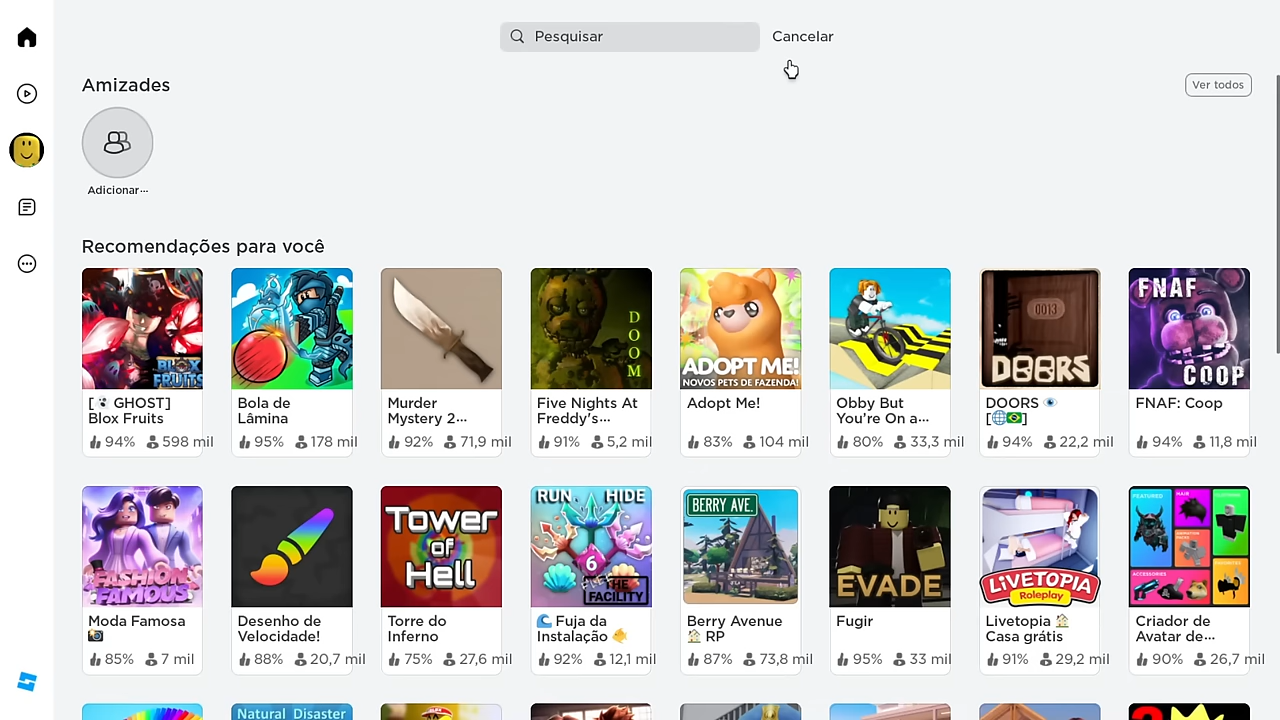 Pesquisar
Cancelar
Amizades
Ver todos
Adicionar...
Recomendações para você
BLOX FRUITS
DOOM
ADOPT ME!
NOVOS PETS DE FAZENDA!
0013
DOORS
FNAF
COOP
[👻 GHOST] Blox Fruits
94% 598 mil
Bola de Lâmina
95% 178 mil
Murder Mystery 2...
92% 71,9 mil
Five Nights At Freddy's...
91% 5,2 mil
Adopt Me!
83% 104 mil
Obby But You're On a...
80% 33,3 mil
DOORS 👁️ [🌐🇧🇷]
94% 22,2 mil
FNAF: Coop
94% 11,8 mil
FASHION FAMOUS
Tower of Hell
RUN, HIDE
6
THE FACILITY
BERRY AVE.
EVADE
LIVETOPIA
Roleplay
FEATURED
HAIR
ACCESSORIES
Moda Famosa 📸
85% 7 mil
Desenho de Velocidade!
88% 20,7 mil
Torre do Inferno
75% 27,6 mil
🌊 Fuja da Instalação 🐠
92% 12,1 mil
Berry Avenue 🏠 RP
87% 73,8 mil
Fugir
95% 33 mil
Livetopia 🏠 Casa grátis
91% 29,2 mil
Criador de Avatar de...
90% 26,7 mil
Natural Disaster